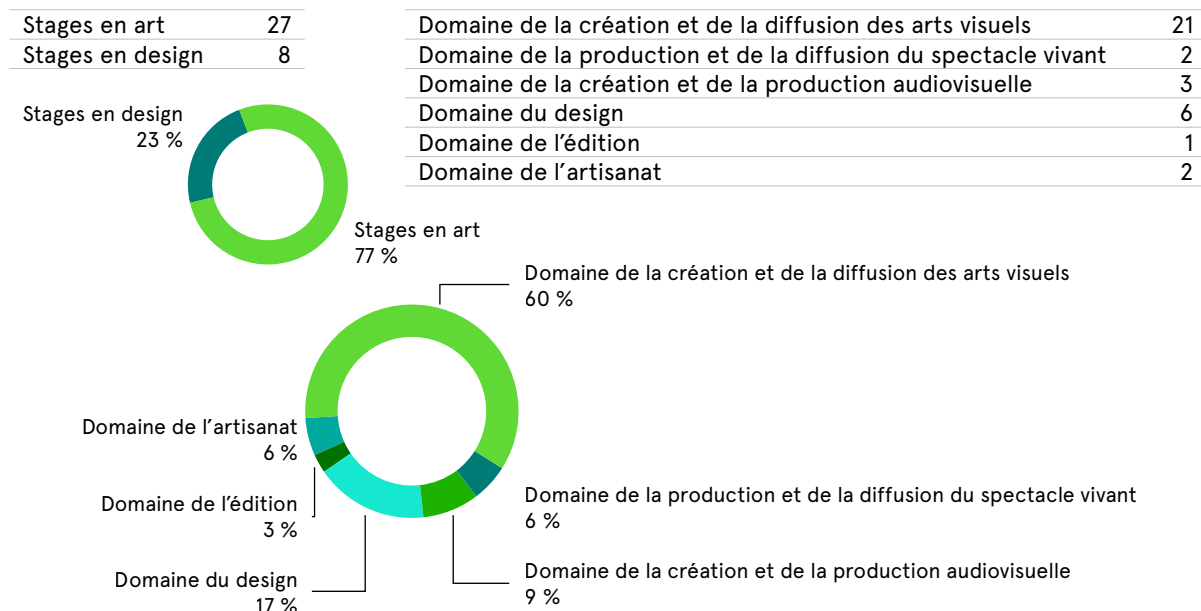 Stages en art 27
Stages en design 8
Domaine de la création et de la diffusion des arts visuels 21
Domaine de la production et de la diffusion du spectacle vivant 2
Domaine de la création et de la production audiovisuelle 3
Domaine du design 6
Domaine de l’édition 1
Domaine de l’artisanat 2
Stages en design
23 %
Stages en art
77 %
Domaine de la création et de la diffusion des arts visuels
60 %
Domaine de l’artisanat
6 %
Domaine de l’édition
3 %
Domaine de la production et de la diffusion du spectacle vivant
6 %
Domaine du design
17 %
Domaine de la création et de la production audiovisuelle
9 %